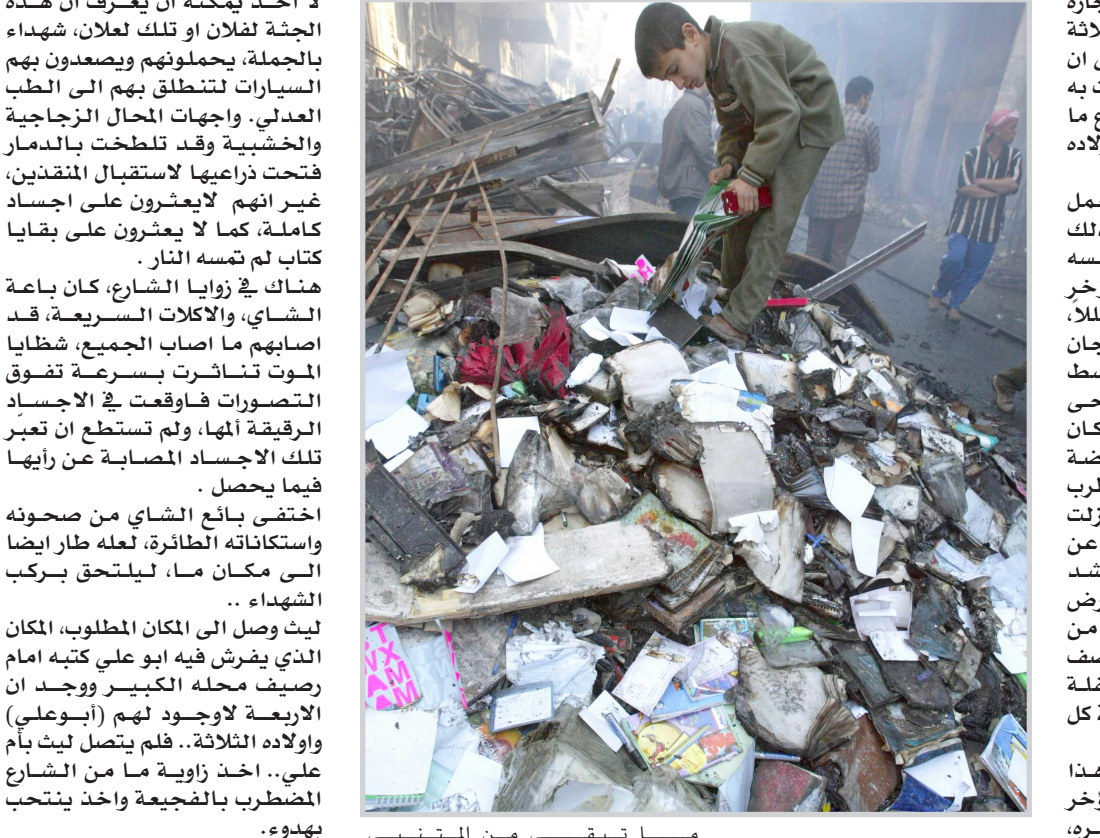 لا احد يمكنه ان يعرف ان هذه
الجثة لفلان او تلك لعلان، شهداء
بالجملة، يحملونهم ويصعدون بهم
السيارات لتنطلق بهم الى الطب
العدلي. واجهات المحال الزجاجية
والخشبية وقد تلطخت بالدمار
فتحت ذراعيها لاستقبال المنقذين،
غير انهم لايعثرون على اجساد
كاملة، كما لا يعثرون على بقايا
كتاب لم تمسه النار .
هناك في زوايا الشارع، كان باعة
الشاي، والاكلات السريعة، قد
اصابهم ما اصاب الجميع، شظايا
الموت تناثرت بسرعة تفوق
التصورات فاوقعت في الاجساد
الرقيقة ألمها، ولم تستطع ان تعبّر
تلك الاجساد المصابة عن رأيها
فيما يحصل .
اختفى بائع الشاي من صحونه
واستكاناته الطائرة، لعله طار ايضا
الى مكان ما، ليلتحق بركب
الشهداء ..
ليث وصل الى المكان المطلوب، المكان
الذي يفرش فيه ابو علي كتبه امام
رصيف محله الكبير ووجد ان
الاربعة لاوجود لهم (أبوعلي)
واولاده الثلاثة.. فلم يتصل ليث بأم
علي.. اخذ زاوية ما من الشارع
المضطرب بالفجيعة واخذ ينتحب
بهدوء.
ما تبقى من المتنبي